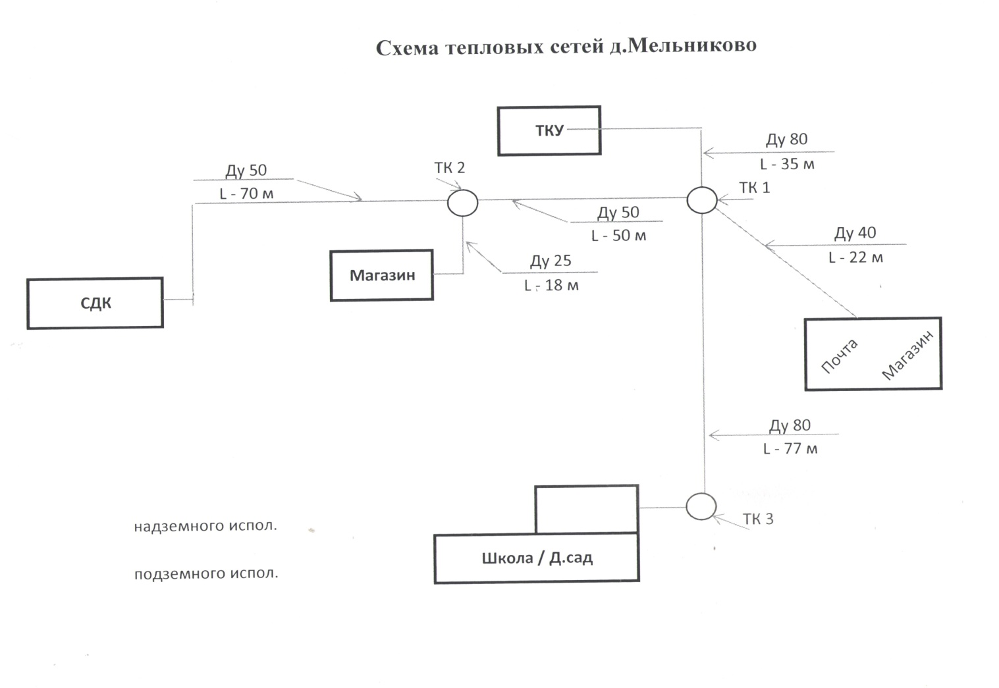 Схема тепловых сетей д.Мельниково
ТКУ
Ду 80
L - 35 м
ТК 2
Ду 50
L - 70 м
ТК 1
Ду 50
L - 50 м
Ду 40
L - 22 м
Магазин
Ду 25
L - 18 м
СДК
Почта
Магазин
Ду 80
L - 77 м
ТК 3
надземного испол.
Школа / Д.сад
подземного испол.